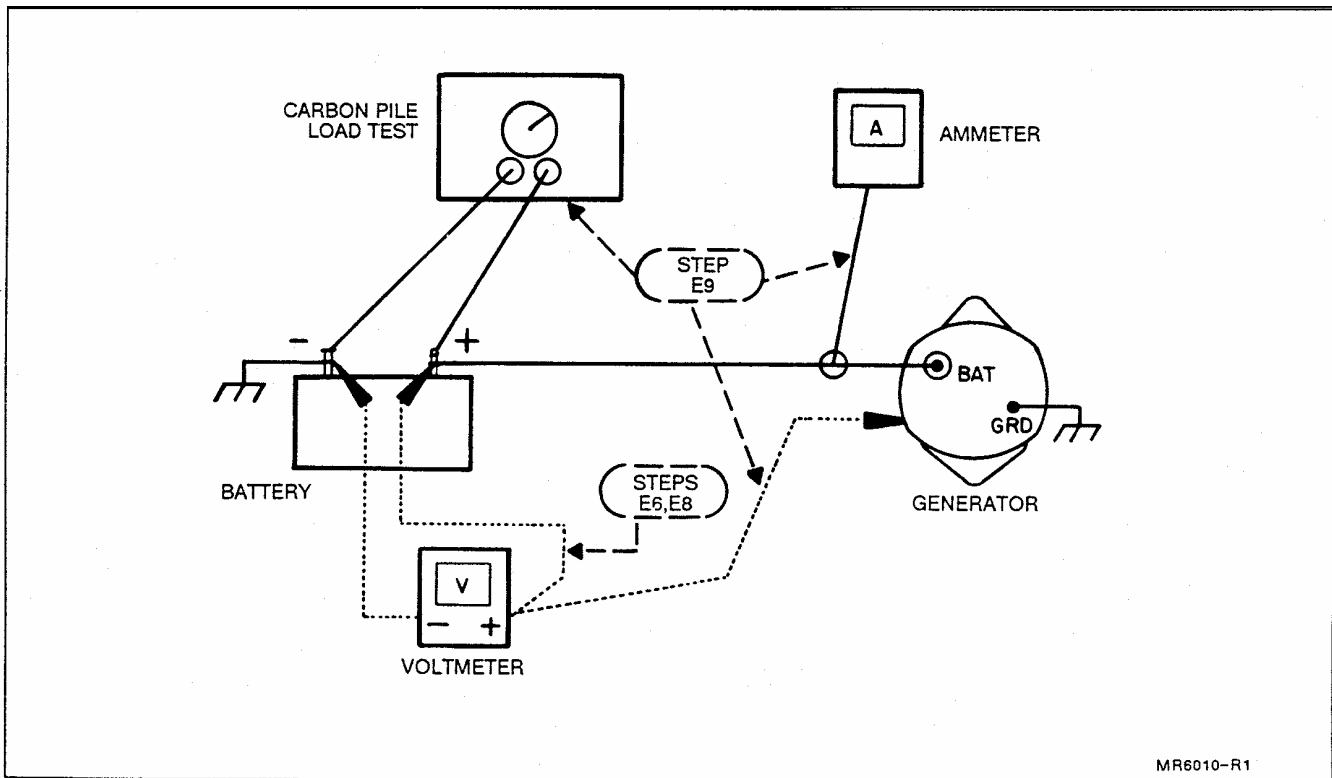 CARBON PILE
LOAD TEST
A
AMMETER
STEP
E9
-
+
BAT
GRD
BATTERY
STEPS
E6,E8
GENERATOR
V
- +
VOLTMETER
MR6010-R1